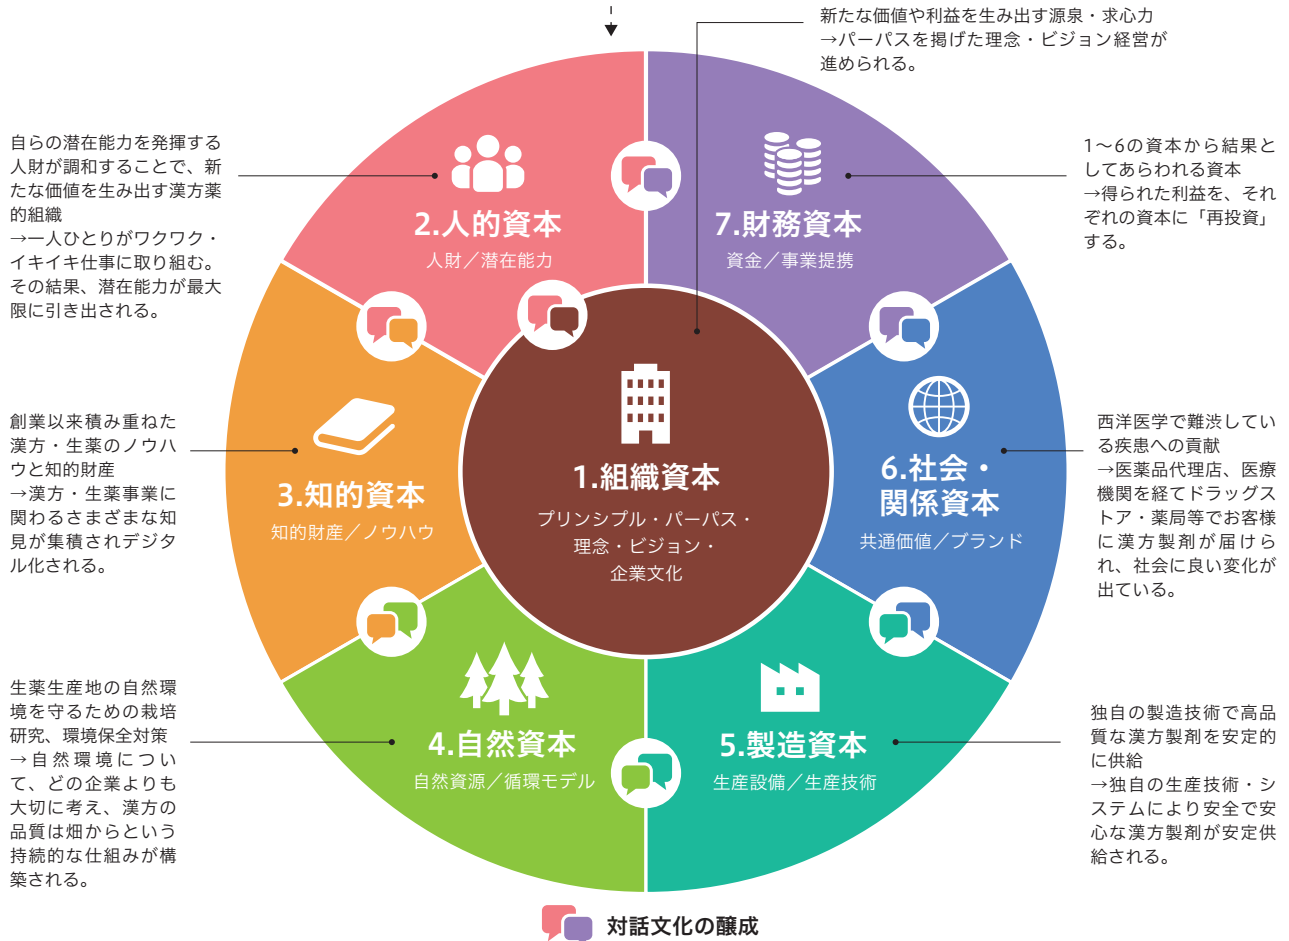 新たな価値や利益を生み出す源泉・求心力
→パーパスを掲げた理念・ビジョン経営が
進められる。
自らの潜在能力を発揮する
人財が調和することで、新
たな価値を生み出す漢方薬
的組織
→一人ひとりがワクワク・
イキイキ仕事に取り組む。
その結果、潜在能力が最大
限に引き出される。
2.人的資本
人財／潜在能力
7.財務資本
資金／事業提携
1〜6の資本から結果と
してあらわれる資本
→得られた利益を、それ
ぞれの資本に「再投資」
する。
創業以来積み重ねた
漢方・生薬のノウハ
ウと知的財産
→漢方・生薬事業に
関わるさまざまな知
見が集積されデジタ
ル化される。
3.知的資本
知的財産／ノウハウ
1.組織資本
プリンシプル・パーパス・
理念・ビジョン・
企業文化
6.社会・
関係資本
共通価値／ブランド
西洋医学で難渋してい
る疾患への貢献
→医薬品代理店、医療
機関を経てドラッグス
トア・薬局等でお客様
に漢方製剤が届けら
れ、社会に良い変化が
出ている。
生薬生産地の自然環
境を守るための栽培
研究、環境保全対策
→自然環境につい
て、どの企業よりも
大切に考え、漢方の
品質は畑からという
持続的な仕組みが構
築される。
4.自然資本
自然資源／循環モデル
5.製造資本
生産設備／生産技術
独自の製造技術で高品
質な漢方製剤を安定的
に供給
→独自の生産技術・シ
ステムにより安全で安
心な漢方製剤が安定供
給される。
対話文化の醸成